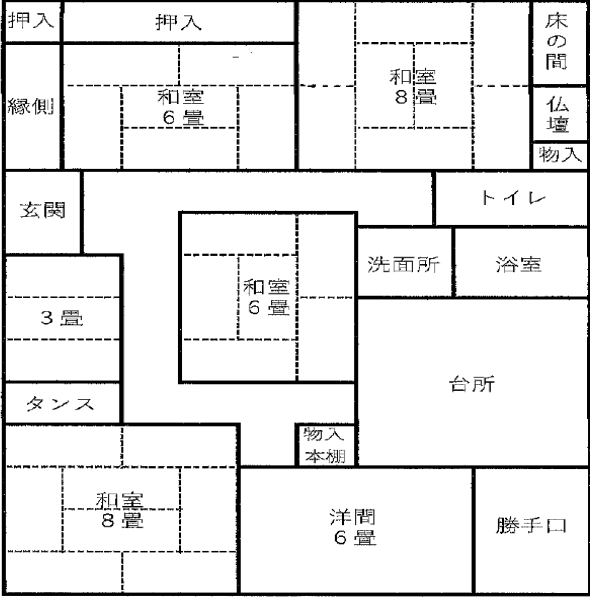 押入
押入
床の間
縁側
和室
6畳
和室
8畳
仏壇
物入
玄関
トイレ
洗面所
浴室
和室
6畳
3畳
台所
タンス
物入
本棚
和室
8畳
洋間
6畳
勝手口